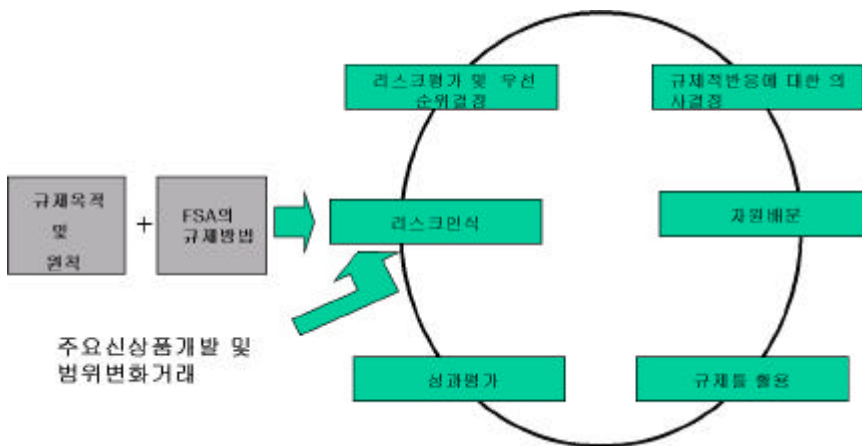 리스크평가 및 우선
순위결정
규제적반응에 대한 의
사결정
규제목적
및
원칙
+
FSA의
규제방법
리스크인식
자원배분
주요신상품개발 및
범위변화거래
성과평가
규제틀 활용